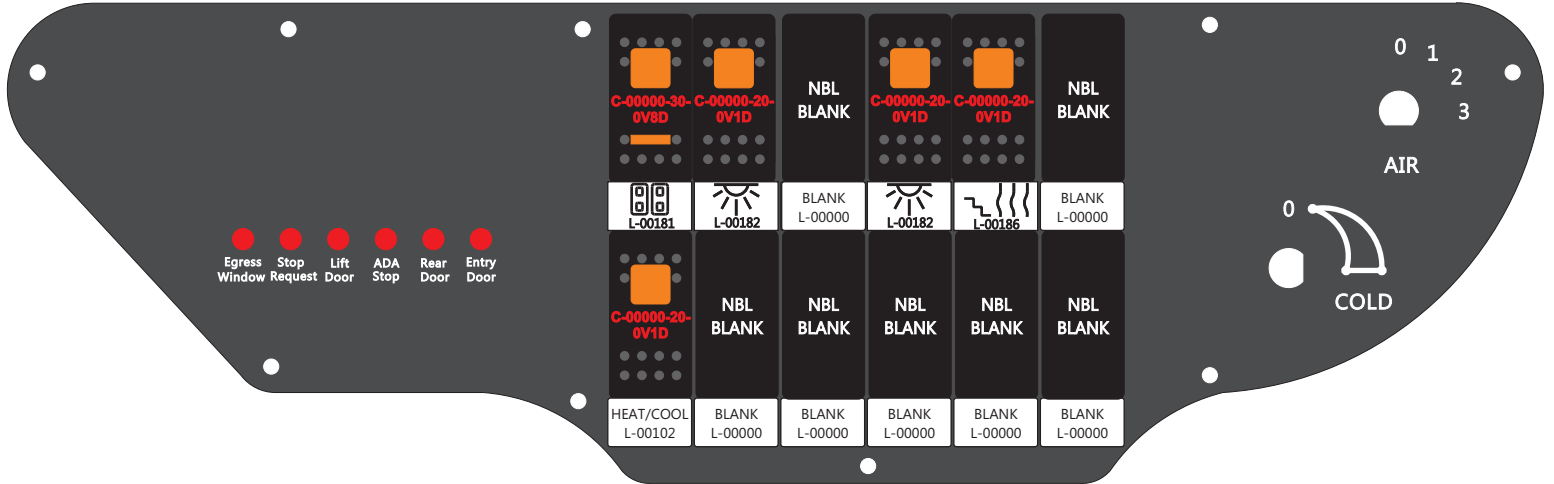 C-00000-30-
0V8D
C-00000-20-
0V1D
NBL
BLANK
C-00000-20-
0V1D
C-00000-20-
0V1D
NBL
BLANK
L-00181
L-00182
BLANK
L-00000
L-00182
L-00186
BLANK
L-00000
0
1
2
3
AIR
0
COLD
Egress
Window
Stop
Request
Lift
Door
ADA
Stop
Rear
Door
Entry
Door
C-00000-20-
0V1D
NBL
BLANK
NBL
BLANK
NBL
BLANK
NBL
BLANK
NBL
BLANK
HEAT/COOL
L-00102
BLANK
L-00000
BLANK
L-00000
BLANK
L-00000
BLANK
L-00000
BLANK
L-00000